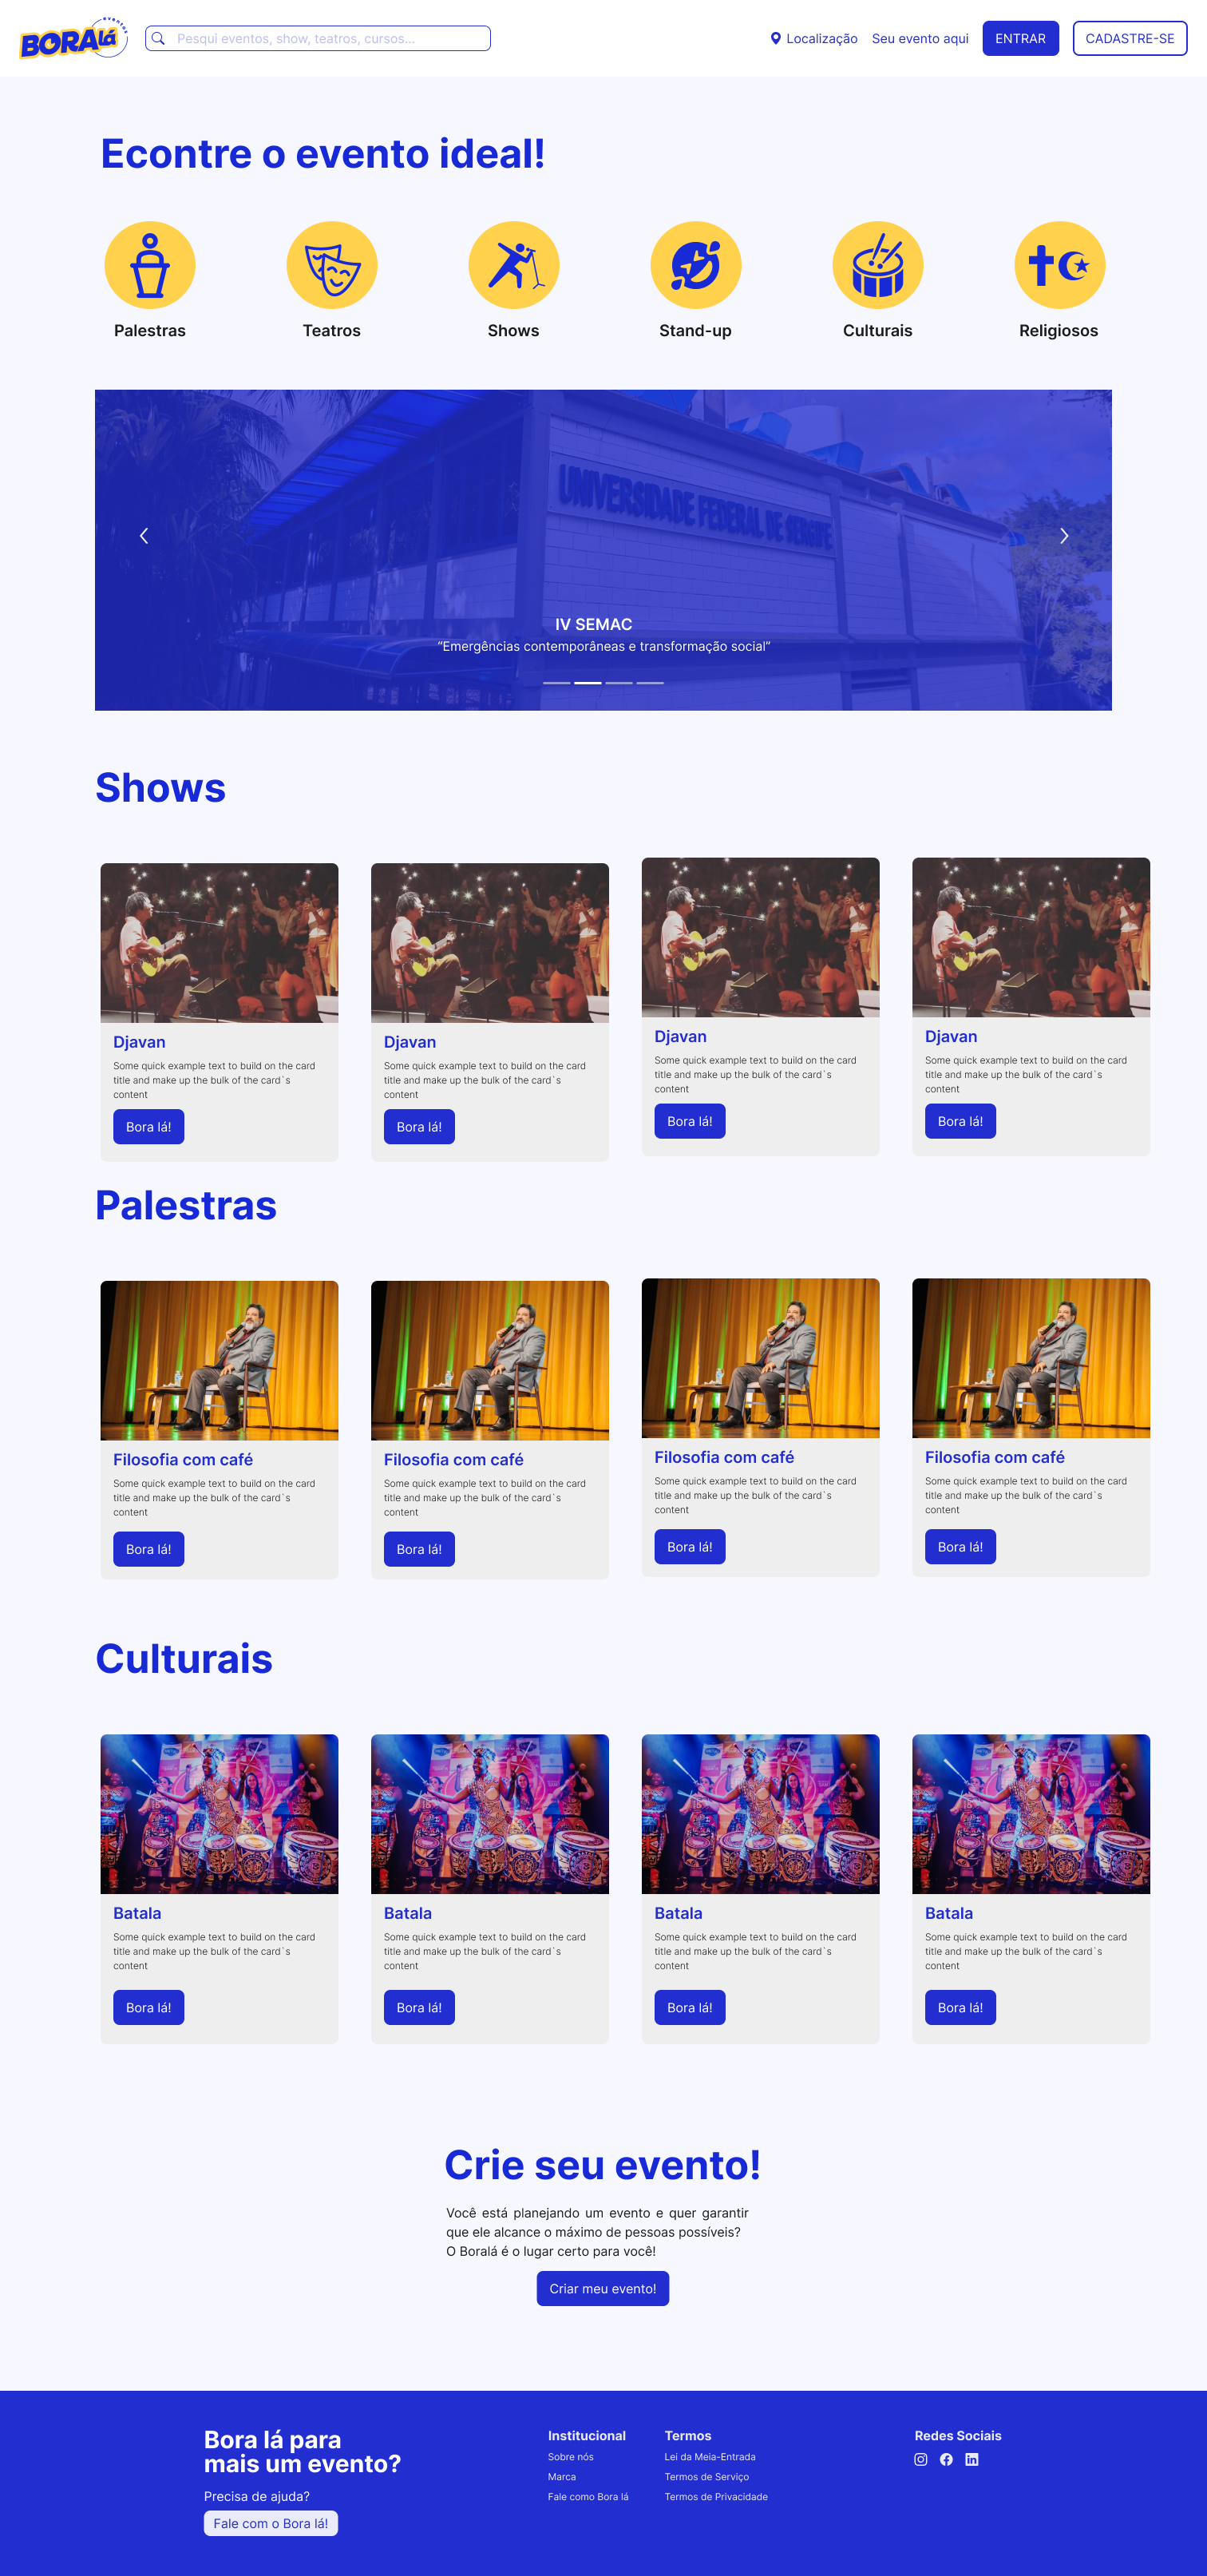 BORAlá
eventos
Pesqui eventos, show, teatros, cursos...
Localização
Seu evento aqui
ENTRAR
CADASTRE-SE
Econtre o evento ideal!
Palestras
Teatros
Shows
Stand-up
Culturais
Religiosos
UNIVERSIDADE FEDERAL DE SERGIPE
IV SEMAC
“Emergências contemporâneas e transformação social”
Shows
Djavan
Some quick example text to build on the card
title and make up the bulk of the card`s
content
Bora lá!
Djavan
Some quick example text to build on the card
title and make up the bulk of the card`s
content
Bora lá!
Djavan
Some quick example text to build on the card
title and make up the bulk of the card`s
content
Bora lá!
Djavan
Some quick example text to build on the card
title and make up the bulk of the card`s
content
Bora lá!
Palestras
Filosofia com café
Some quick example text to build on the card
title and make up the bulk of the card`s
content
Bora lá!
Filosofia com café
Some quick example text to build on the card
title and make up the bulk of the card`s
content
Bora lá!
Filosofia com café
Some quick example text to build on the card
title and make up the bulk of the card`s
content
Bora lá!
Filosofia com café
Some quick example text to build on the card
title and make up the bulk of the card`s
content
Bora lá!
Culturais
Batala
Some quick example text to build on the card
title and make up the bulk of the card`s
content
Bora lá!
Batala
Some quick example text to build on the card
title and make up the bulk of the card`s
content
Bora lá!
Batala
Some quick example text to build on the card
title and make up the bulk of the card`s
content
Bora lá!
Batala
Some quick example text to build on the card
title and make up the bulk of the card`s
content
Bora lá!
Crie seu evento!
Você está planejando um evento e quer garantir
que ele alcance o máximo de pessoas possíveis?
O Boralá é o lugar certo para você!
Criar meu evento!
Bora lá para
mais um evento?
Precisa de ajuda?
Fale com o Bora lá!
Institucional
Sobre nós
Marca
Fale como Bora lá
Termos
Lei da Meia-Entrada
Termos de Serviço
Termos de Privacidade
Redes Sociais